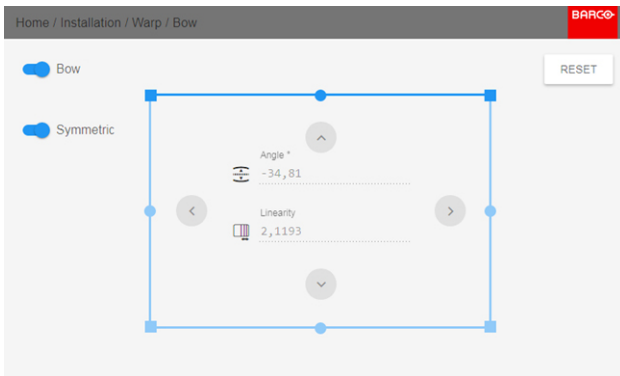 Home / Installation / Warp / Bow
BARCO
Bow
RESET
Symmetric
Angle *
-34,81
Linearity
2,1193